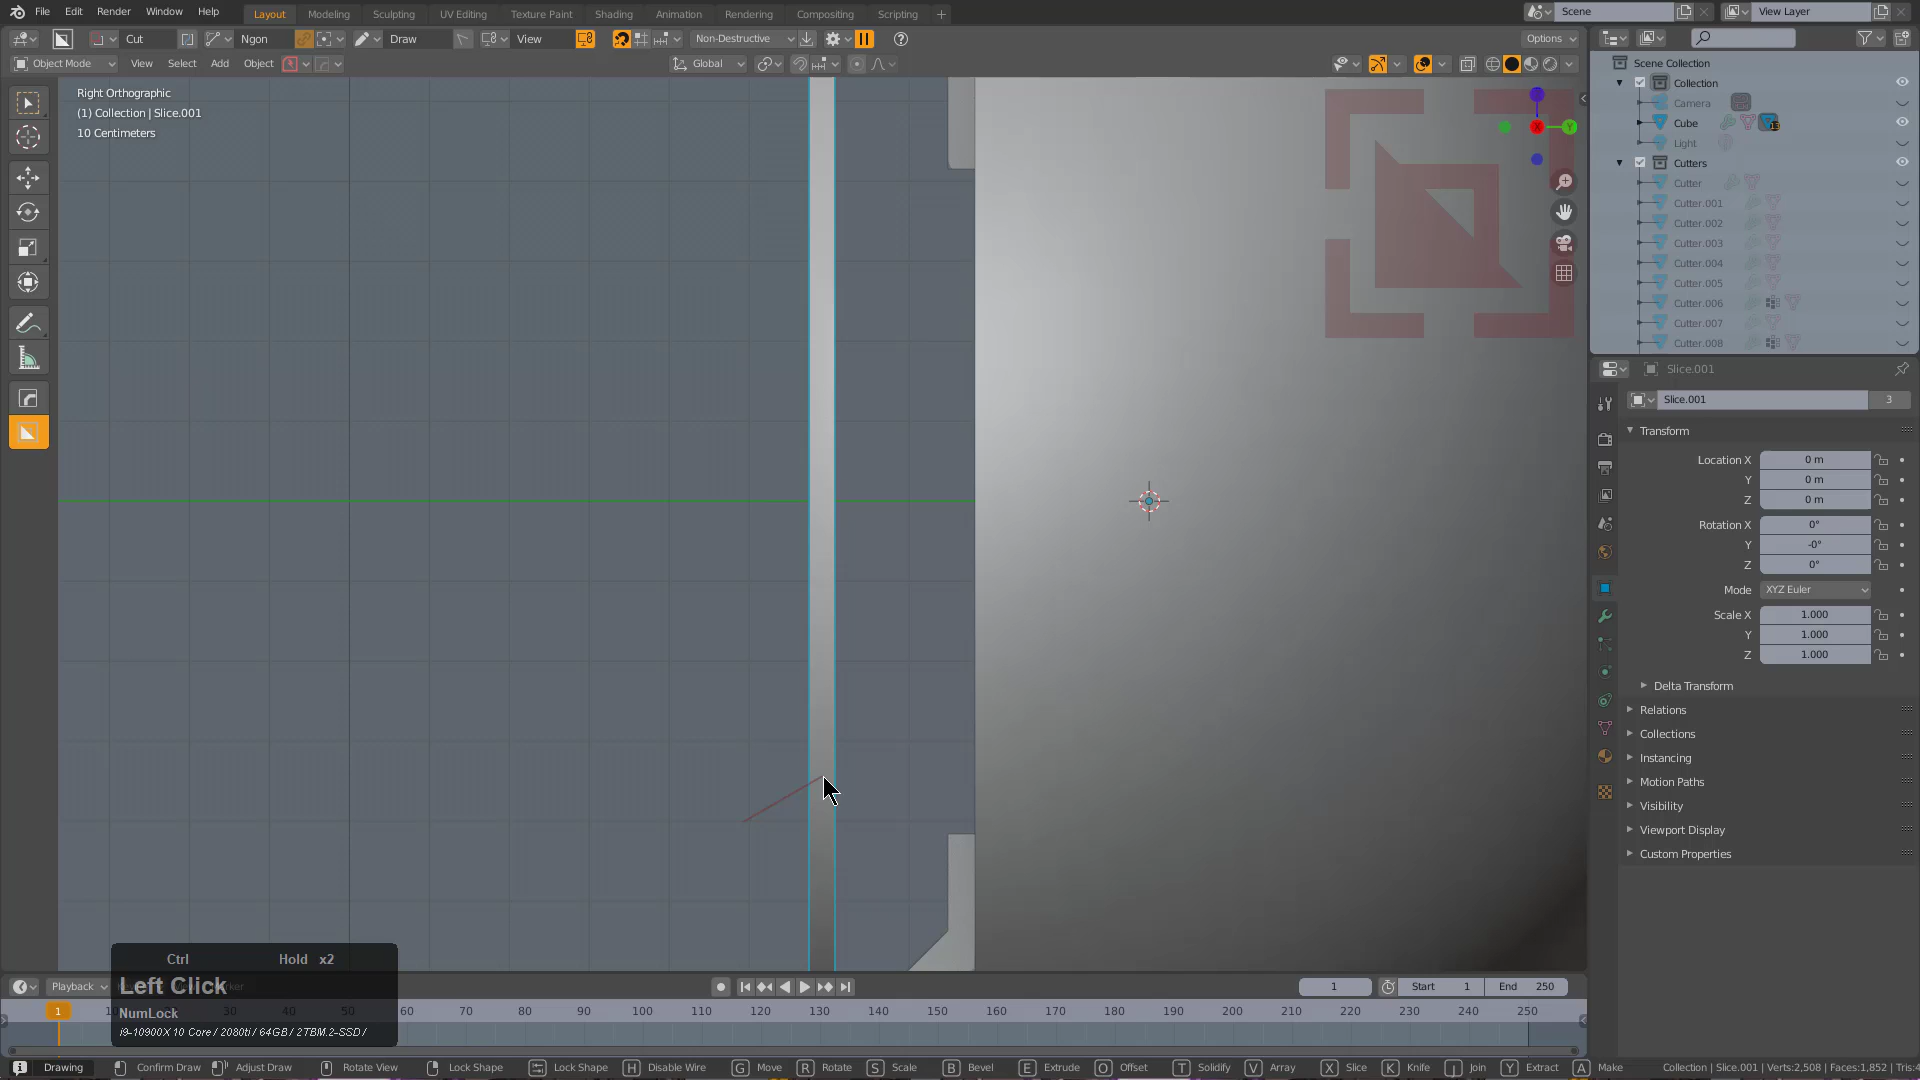 File Edit Render Window Help
Layout Modeling Sculpting UV Editing Texture Paint Shading Animation Rendering Compositing Scripting +
Scene
View Layer
Cut Ngon Draw View Non-Destructive
Options
Object Mode View Select Add Object Global
Right Orthographic
(1) Collection | Slice.001
10 Centimeters
Scene Collection
Collection
Camera
Cube
Light
Cutters
Cutter
Cutter.001
Cutter.002
Cutter.003
Cutter.004
Cutter.005
Cutter.006
Cutter.007
Cutter.008
Slice.001
Slice.001 3
Transform
Location X 0 m
Y 0 m
Z 0 m
Rotation X 0°
Y -0°
Z 0°
Mode XYZ Euler
Scale X 1.000
Y 1.000
Z 1.000
Delta Transform
Relations
Collections
Instancing
Motion Paths
Visibility
Viewport Display
Custom Properties
Ctrl Hold x2
Left Click
NumLock
i9-10900X 10 Core / 2080ti / 64GB / 2TBM.2-SSD /
Playback
1 Start 1 End 250
1 30 40 50 60 70 80 90 100 110 120 130 140 150 160 170 180 190 200 210 220 230 240 250
Drawing Confirm Draw Adjust Draw Rotate View Lock Shape Lock Shape H Disable Wire G Move R Rotate S Scale B Bevel E Extrude O Offset T Solidify V Array X Slice K Knife J Join Y Extract A Make
Collection | Slice.001 | Verts:2,508 | Faces:1,852 | Tris:4